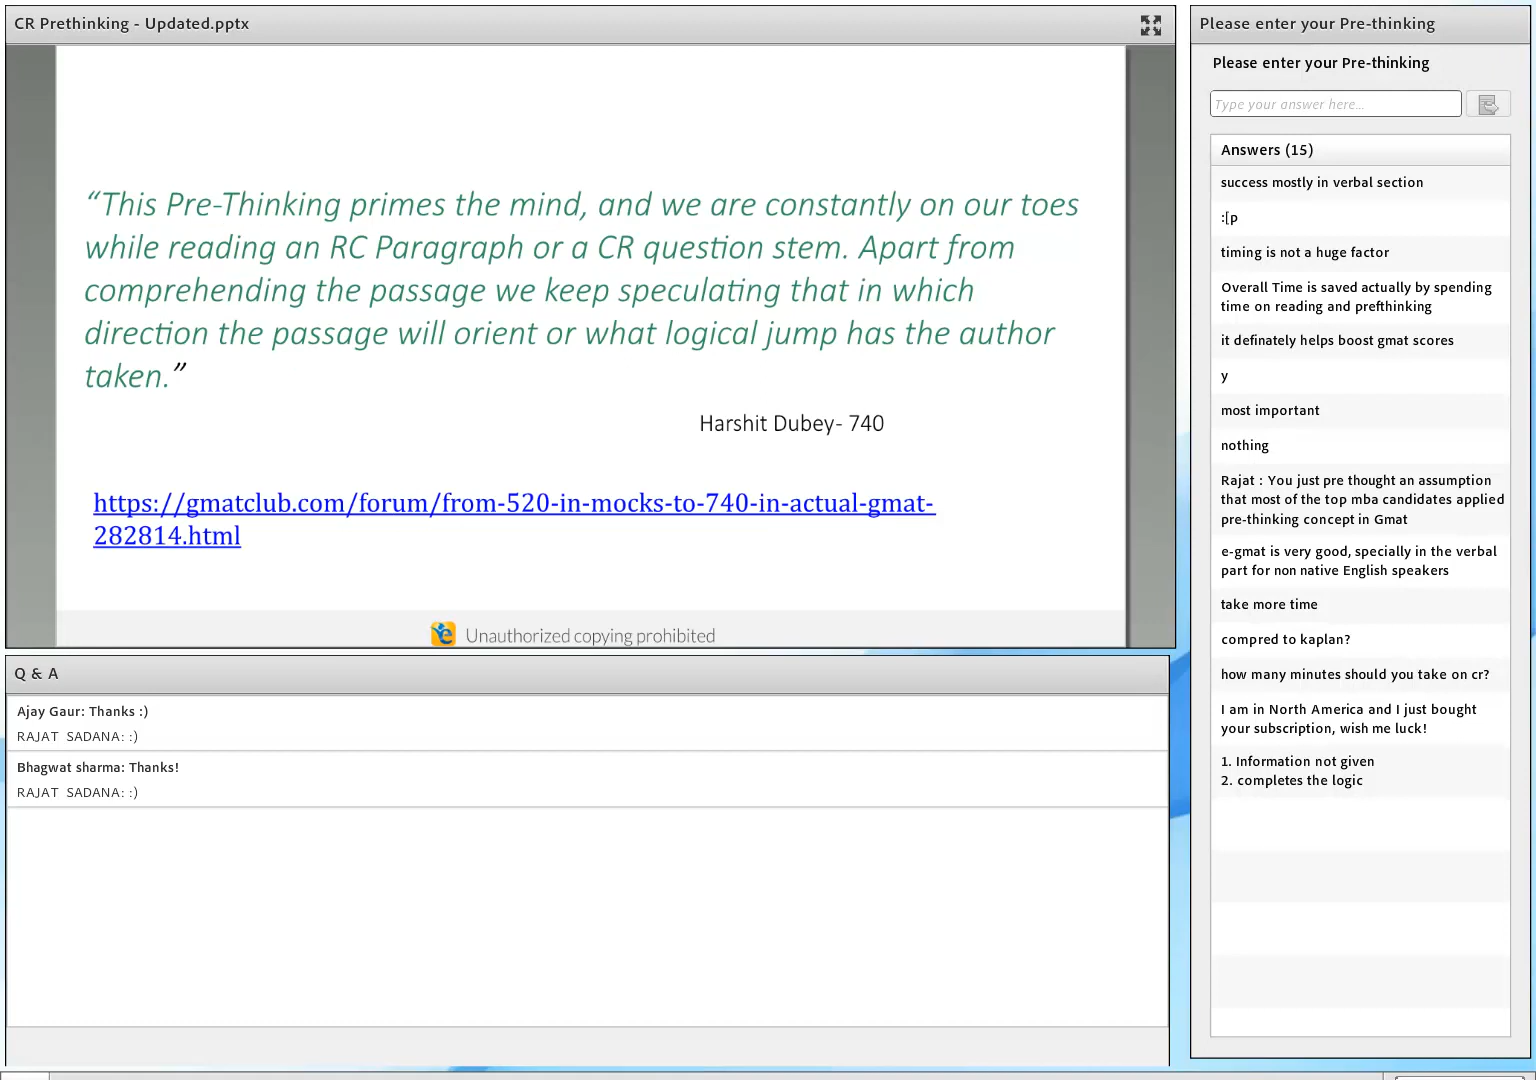 CR Prethinking - Updated.pptx
“This Pre-Thinking primes the mind, and we are constantly on our toes
while reading an RC Paragraph or a CR question stem. Apart from
comprehending the passage we keep speculating that in which
direction the passage will orient or what logical jump has the author
taken.”
Harshit Dubey- 740
https://gmatclub.com/forum/from-520-in-mocks-to-740-in-actual-gmat-
282814.html
Unauthorized copying prohibited
Q & A
Ajay Gaur: Thanks :)
RAJAT SADANA: :)
Bhagwat sharma: Thanks!
RAJAT SADANA: :)
Please enter your Pre-thinking
Please enter your Pre-thinking
Type your answer here...
Answers (15)
success mostly in verbal section
:[p
timing is not a huge factor
Overall Time is saved actually by spending
time on reading and prefthinking
it definately helps boost gmat scores
y
most important
nothing
Rajat : You just pre thought an assumption
that most of the top mba candidates applied
pre-thinking concept in Gmat
e-gmat is very good, specially in the verbal
part for non native English speakers
take more time
compred to kaplan?
how many minutes should you take on cr?
I am in North America and I just bought
your subscription, wish me luck!
1. Information not given
2. completes the logic